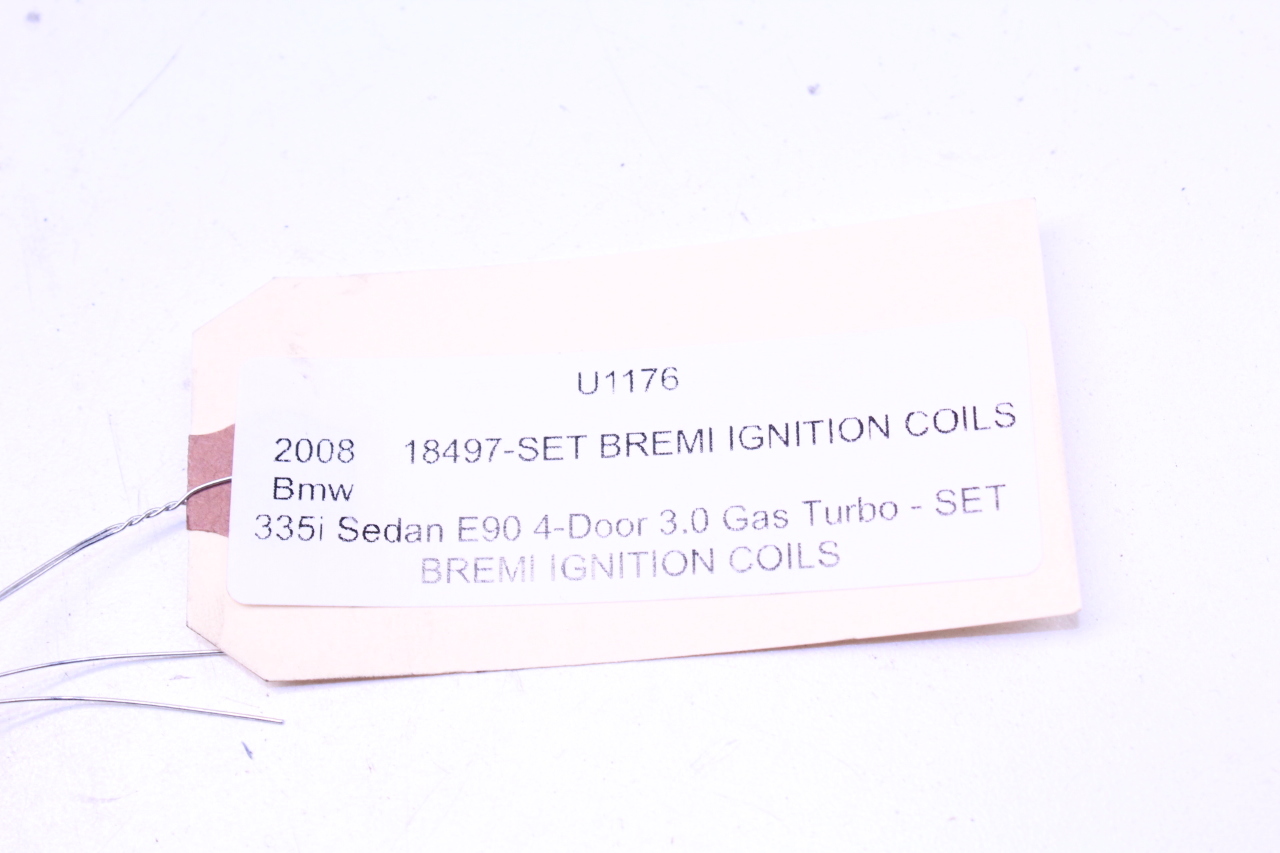 U1176
2008 18497-SET BREMI IGNITION COILS
Bmw
335i Sedan E90 4-Door 3.0 Gas Turbo - SET
BREMI IGNITION COILS